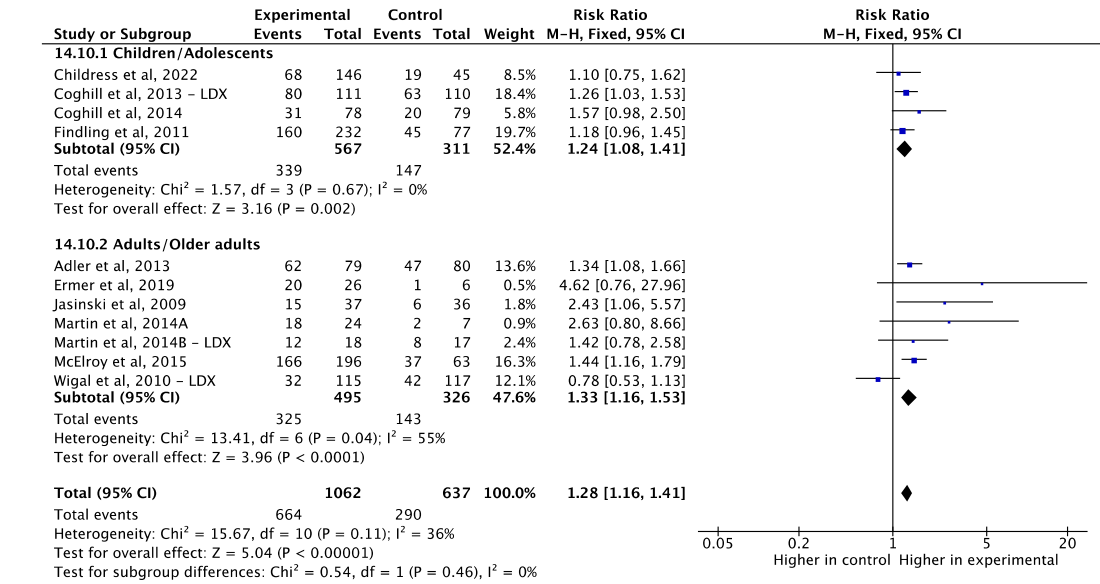 Experimental Control Risk Ratio Risk Ratio
Study or Subgroup Events Total Events Total Weight M-H, Fixed, 95% CI M-H, Fixed, 95% CI
14.10.1 Children/Adolescents
Childress et al, 2022 68 146 19 45 8.5% 1.10 [0.75, 1.62]
Coghill et al, 2013 – LDX 80 111 63 110 18.4% 1.26 [1.03, 1.53]
Coghill et al, 2014 31 78 20 79 5.8% 1.57 [0.98, 2.50]
Findling et al, 2011 160 232 45 77 19.7% 1.18 [0.96, 1.45]
Subtotal (95% CI) 567 311 52.4% 1.24 [1.08, 1.41]
Total events 339 147
Heterogeneity: Chi² = 1.57, df = 3 (P = 0.67); I² = 0%
Test for overall effect: Z = 3.16 (P = 0.002)
14.10.2 Adults/Older adults
Adler et al, 2013 62 79 47 80 13.6% 1.34 [1.08, 1.66]
Ermer et al, 2019 20 26 1 6 0.5% 4.62 [0.76, 27.96]
Jasinski et al, 2009 15 37 6 36 1.8% 2.43 [1.06, 5.57]
Martin et al, 2014A 18 24 2 7 0.9% 2.63 [0.80, 8.66]
Martin et al, 2014B – LDX 12 18 8 17 2.4% 1.42 [0.78, 2.58]
McElroy et al, 2015 166 196 37 63 16.3% 1.44 [1.16, 1.79]
Wigal et al, 2010 – LDX 32 115 42 117 12.1% 0.78 [0.53, 1.13]
Subtotal (95% CI) 495 326 47.6% 1.33 [1.16, 1.53]
Total events 325 143
Heterogeneity: Chi² = 13.41, df = 6 (P = 0.04); I² = 55%
Test for overall effect: Z = 3.96 (P < 0.0001)
Total (95% CI) 1062 637 100.0% 1.28 [1.16, 1.41]
Total events 664 290
Heterogeneity: Chi² = 15.67, df = 10 (P = 0.11); I² = 36%
Test for overall effect: Z = 5.04 (P < 0.00001)
Test for subgroup differences: Chi² = 0.54, df = 1 (P = 0.46), I² = 0%
0.05 0.2 1 5 20
Higher in control Higher in experimental